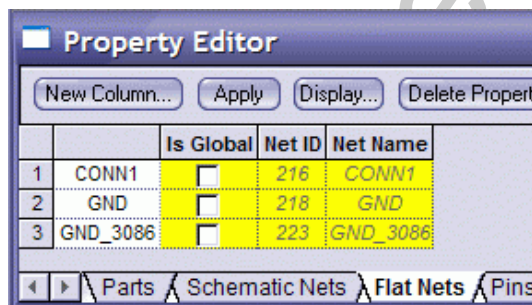 Property Editor
New Column... Apply Display... Delete Propert
Is Global Net ID Net Name
1 CONN1 216 CONN1
2 GND 218 GND
3 GND_3086 223 GND_3086
Parts Schematic Nets Flat Nets Pins